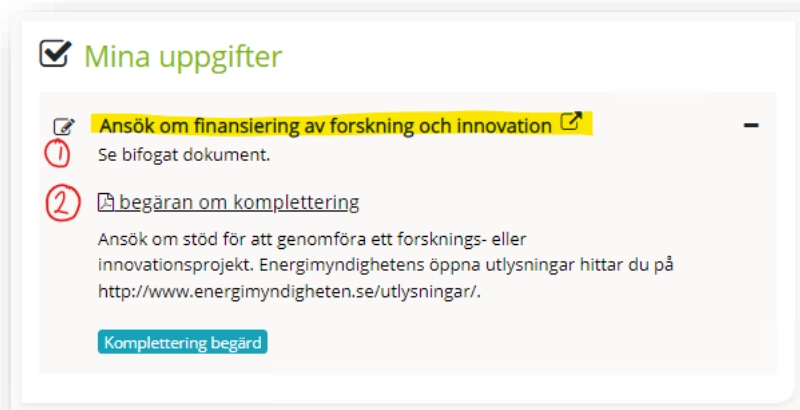 Mina uppgifter
Ansök om finansiering av forskning och innovation
1
Se bifogat dokument.
2
begäran om komplettering
Ansök om stöd för att genomföra ett forsknings- eller
innovationsprojekt. Energimyndighetens öppna utlysningar hittar du på
http://www.energimyndigheten.se/utlysningar/.
Komplettering begärd